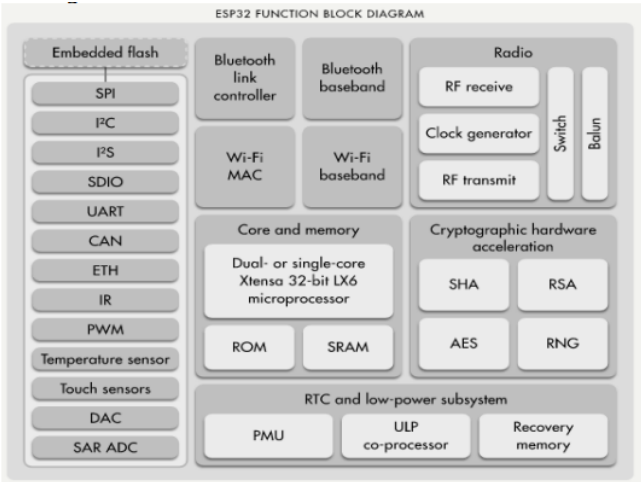 ESP32 FUNCTION BLOCK DIAGRAM
Embedded flash
SPI
I²C
I²S
SDIO
UART
CAN
ETH
IR
PWM
Temperature sensor
Touch sensors
DAC
SAR ADC
Bluetooth
link
controller
Bluetooth
baseband
Wi-Fi
MAC
Wi-Fi
baseband
Radio
RF receive
Clock generator
RF transmit
Switch
Balun
Core and memory
Dual- or single-core
Xtensa 32-bit LX6
microprocessor
ROM
SRAM
Cryptographic hardware
acceleration
SHA
RSA
AES
RNG
RTC and low-power subsystem
PMU
ULP
co-processor
Recovery
memory